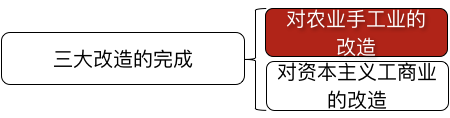 三大改造的完成
对农业手工业的
改造
对资本主义工商业
的改造